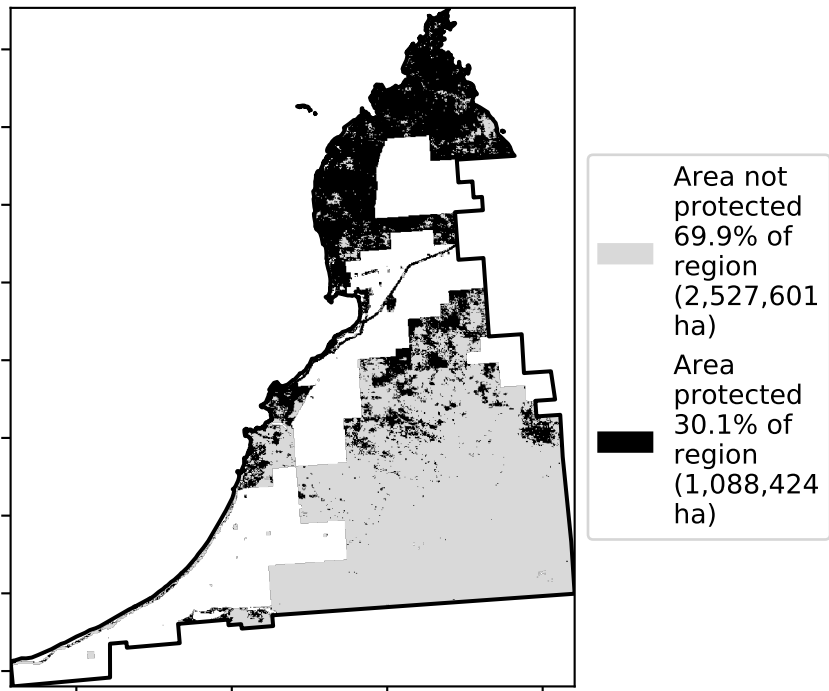 Area not
protected
69.9% of
region
(2,527,601
ha)
Area
protected
30.1% of
region
(1,088,424
ha)